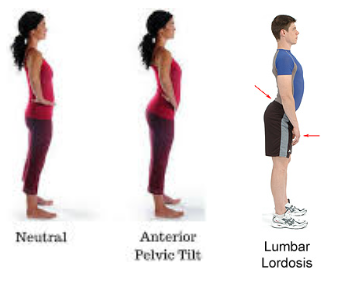 Neutral
Anterior
Pelvic Tilt
Lumbar
Lordosis